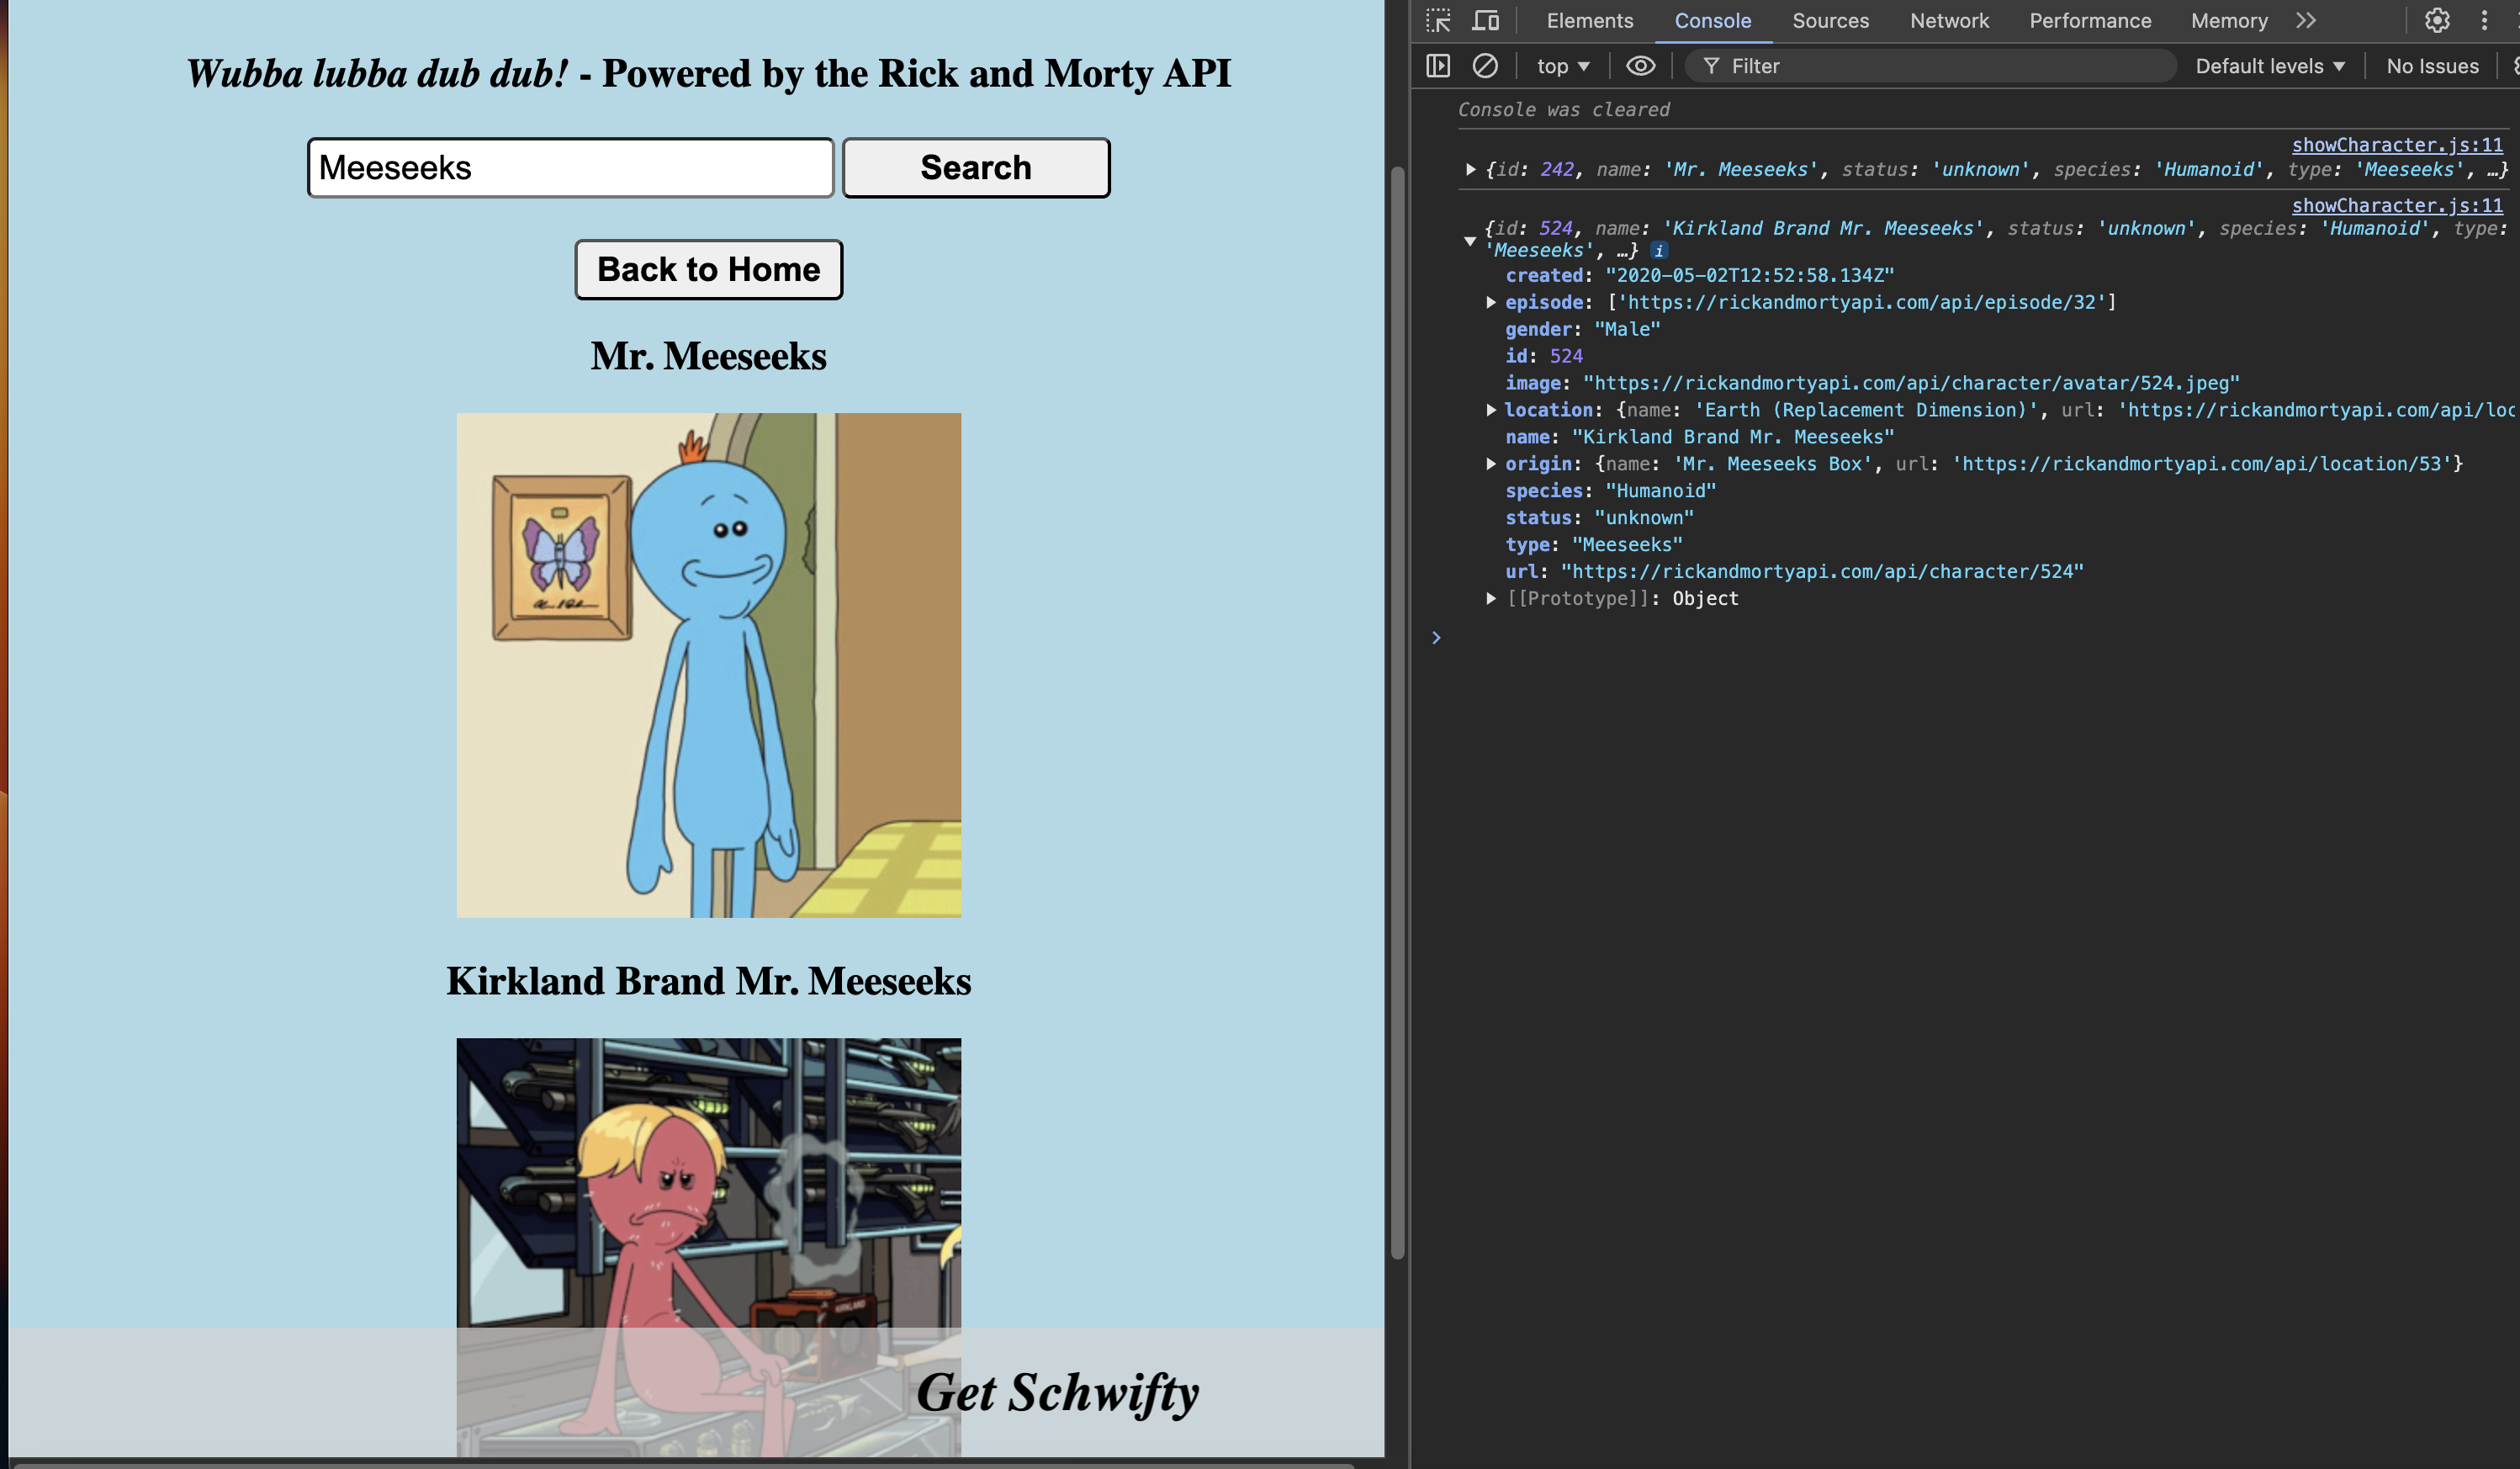 Wubba lubba dub dub! - Powered by the Rick and Morty API
Meeseeks
Search
Back to Home
Mr. Meeseeks
Kirkland Brand Mr. Meeseeks
KIRKLAND
Get Schwifty
Elements Console Sources Network Performance Memory
top Filter Default levels No Issues
Console was cleared
showCharacter.js:11
{id: 242, name: 'Mr. Meeseeks', status: 'unknown', species: 'Humanoid', type: 'Meeseeks', …}
showCharacter.js:11
{id: 524, name: 'Kirkland Brand Mr. Meeseeks', status: 'unknown', species: 'Humanoid', type:
'Meeseeks', …} i
created: "2020-05-02T12:52:58.134Z"
episode: ['https://rickandmortyapi.com/api/episode/32']
gender: "Male"
id: 524
image: "https://rickandmortyapi.com/api/character/avatar/524.jpeg"
location: {name: 'Earth (Replacement Dimension)', url: 'https://rickandmortyapi.com/api/loc
name: "Kirkland Brand Mr. Meeseeks"
origin: {name: 'Mr. Meeseeks Box', url: 'https://rickandmortyapi.com/api/location/53'}
species: "Humanoid"
status: "unknown"
type: "Meeseeks"
url: "https://rickandmortyapi.com/api/character/524"
[[Prototype]]: Object